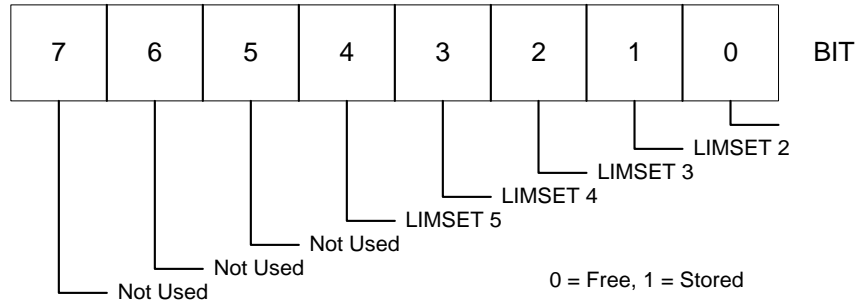 7 6 5 4 3 2 1 0 BIT
LIMSET 2
LIMSET 3
LIMSET 4
LIMSET 5
Not Used
Not Used
Not Used
0 = Free, 1 = Stored